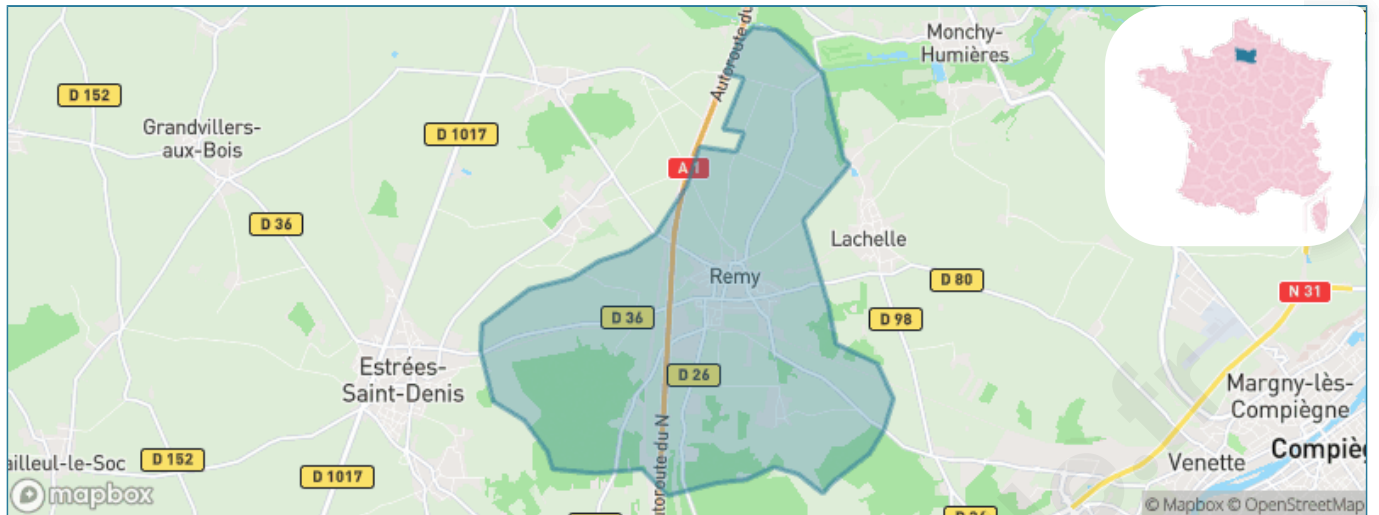 Autoroute du
Monchy-
Humières
D 152
Grandvillers-
aux-Bois
D 1017
A 1
D 36
Lachelle
Remy
D 80
N 31
D 36
D 98
Estrées-
Saint-Denis
D 26
Margny-lès-
Compiègne
Compièg
Venette
ailleul-le-Soc
D 152
D 1017
utoroute du N
mapbox
© Mapbox © OpenStreetMap